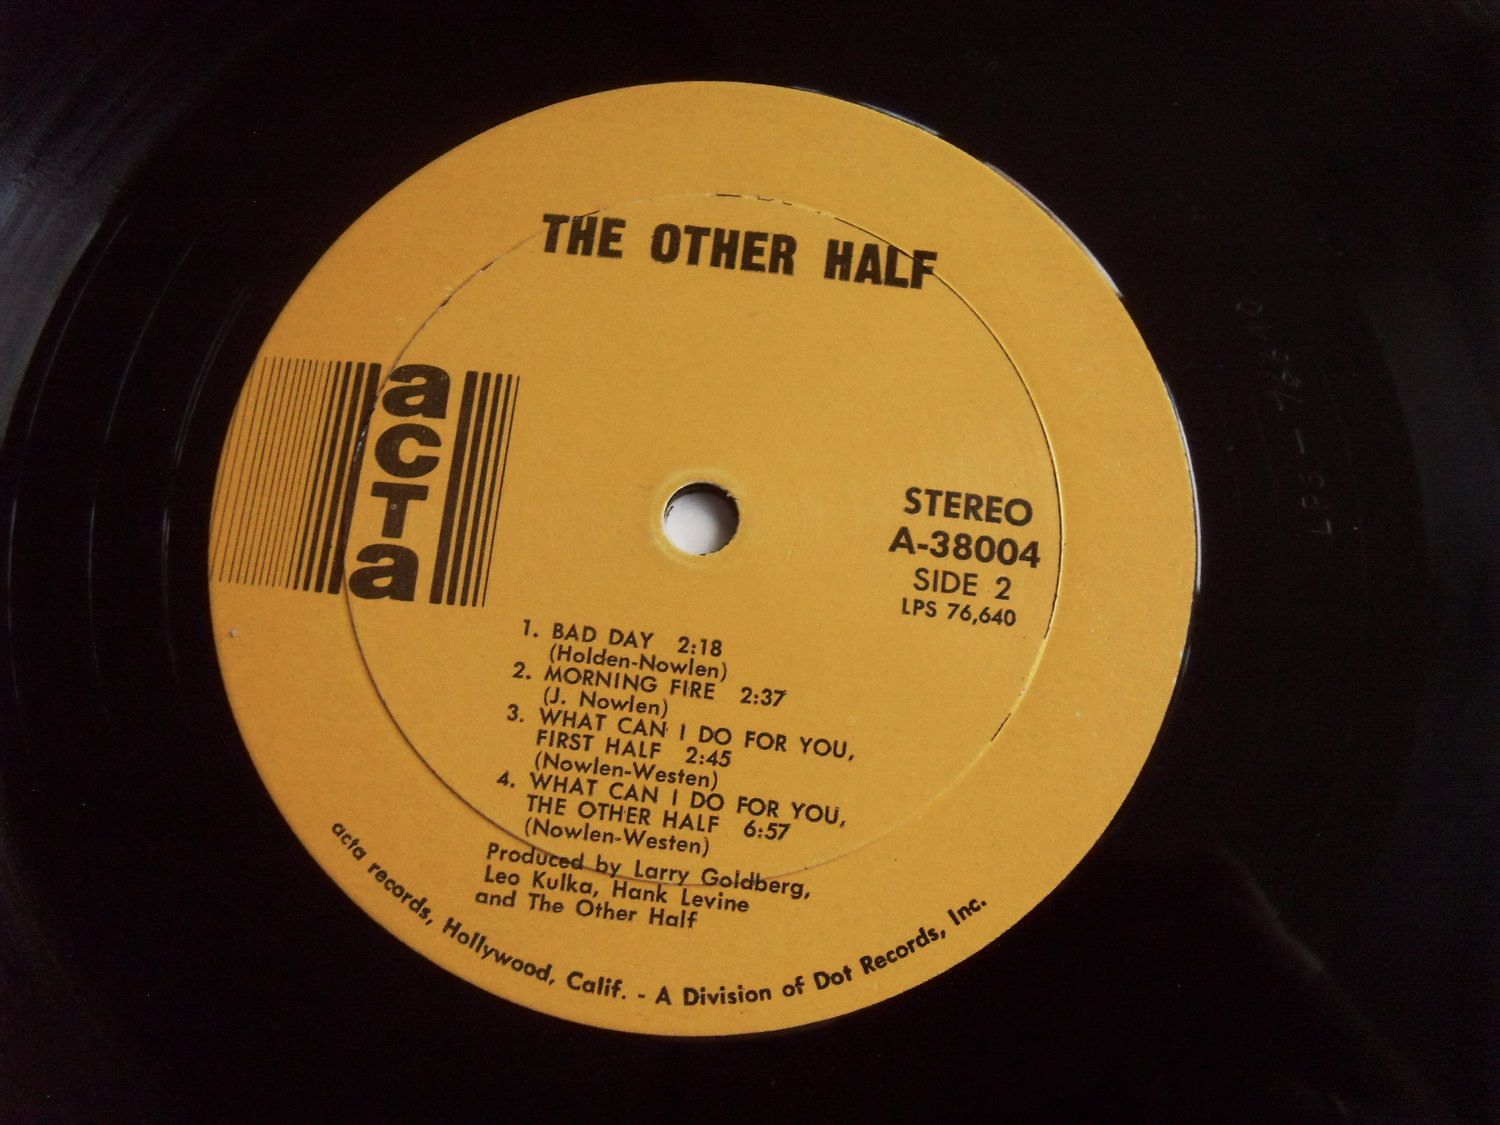 THE OTHER HALF
acta
STEREO
A-38004
SIDE 2
LPS 76,640
1. BAD DAY 2:18
(Holden-Nowlen)
2. MORNING FIRE 2:37
(J. Nowlen)
3. WHAT CAN I DO FOR YOU,
FIRST HALF 2:45
(Nowlen-Westen)
4. WHAT CAN I DO FOR YOU,
THE OTHER HALF 6:57
(Nowlen-Westen)
Produced by Larry Goldberg,
Leo Kulka, Hank Levine
and The Other Half
acta records, Hollywood, Calif. - A Division of Dot Records, Inc.